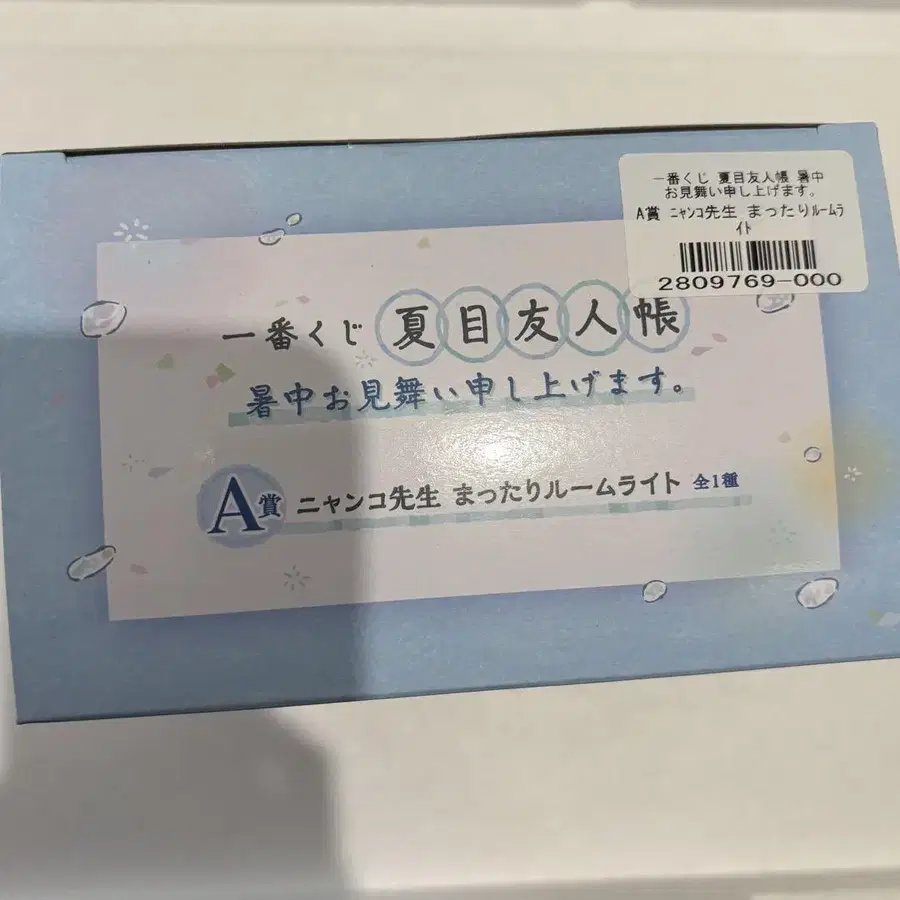 一番くじ 夏目友人帳 暑中
お見舞い申し上げます。
A賞 ニャンコ先生 まったりルームラ
イト
2809769-000
一番くじ 夏目友人帳
暑中お見舞い申し上げます。
A賞 ニャンコ先生 まったりルームライト 全1種